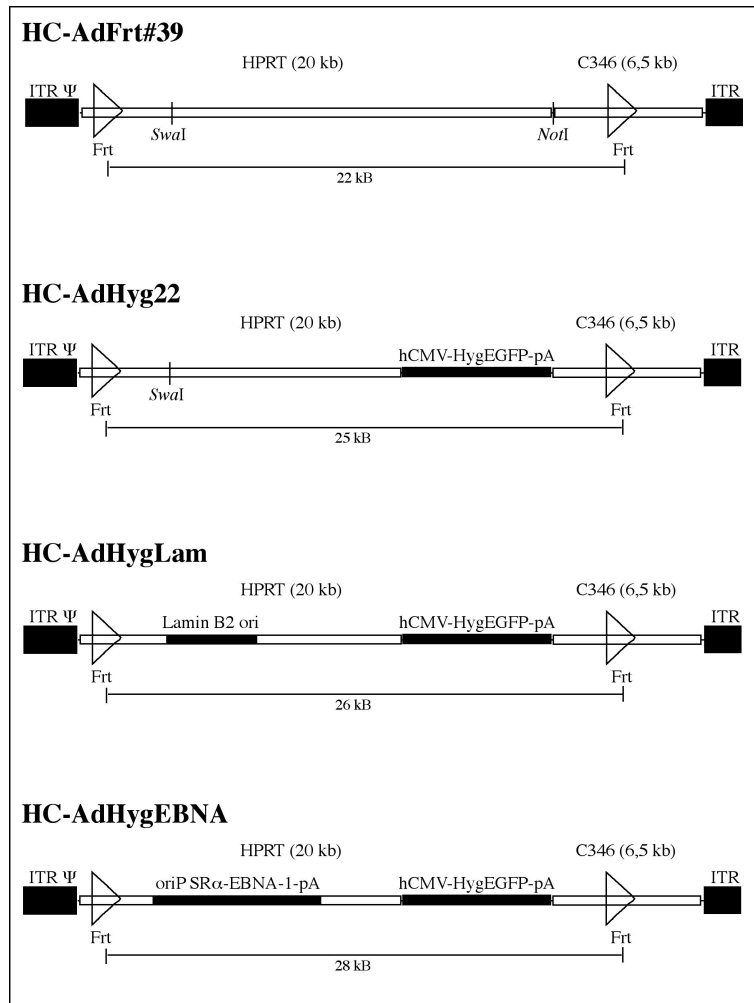 HC-AdFrt#39
HPRT (20 kb) C346 (6,5 kb)
ITR Ψ ITR
SwaI NotI
Frt Frt
22 kB
HC-AdHyg22
HPRT (20 kb) C346 (6,5 kb)
ITR Ψ hCMV-HygEGFP-pA ITR
SwaI
Frt Frt
25 kB
HC-AdHygLam
HPRT (20 kb) C346 (6,5 kb)
ITR Ψ Lamin B2 ori hCMV-HygEGFP-pA ITR
Frt Frt
26 kB
HC-AdHygEBNA
HPRT (20 kb) C346 (6,5 kb)
ITR Ψ oriP SRα-EBNA-1-pA hCMV-HygEGFP-pA ITR
Frt Frt
28 kB